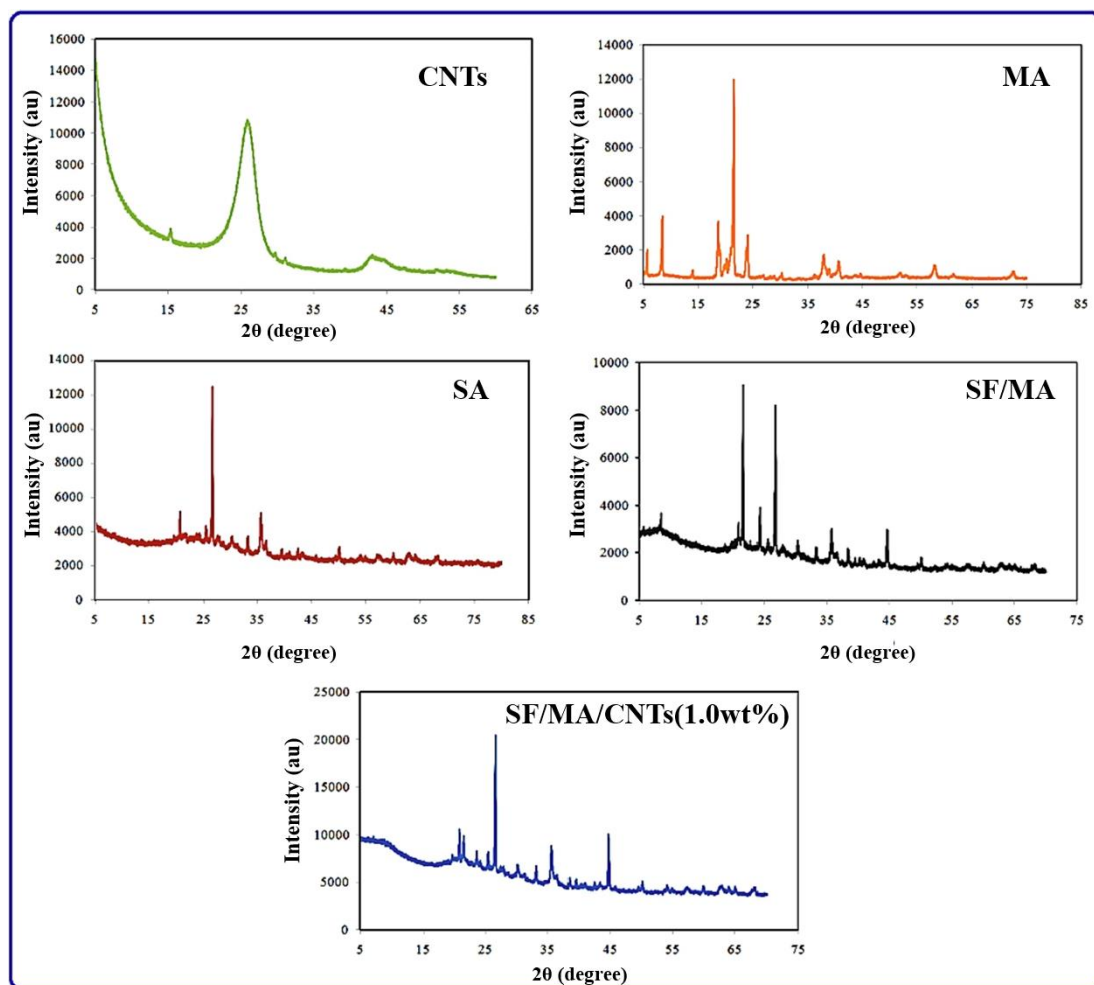 CNTs
Intensity (au)
16000
14000
12000
10000
8000
6000
4000
2000
0
5 15 25 35 45 55 65
2θ (degree)
MA
Intensity (au)
14000
12000
10000
8000
6000
4000
2000
0
5 15 25 35 45 55 65 75 85
2θ (degree)
SA
Intensity (au)
14000
12000
10000
8000
6000
4000
2000
0
5 15 25 35 45 55 65 75 85
2θ (degree)
SF/MA
Intensity (au)
10000
8000
6000
4000
2000
0
5 15 25 35 45 55 65 75
2θ (degree)
SF/MA/CNTs(1.0wt%)
Intensity (au)
25000
20000
15000
10000
5000
0
5 15 25 35 45 55 65 75
2θ (degree)